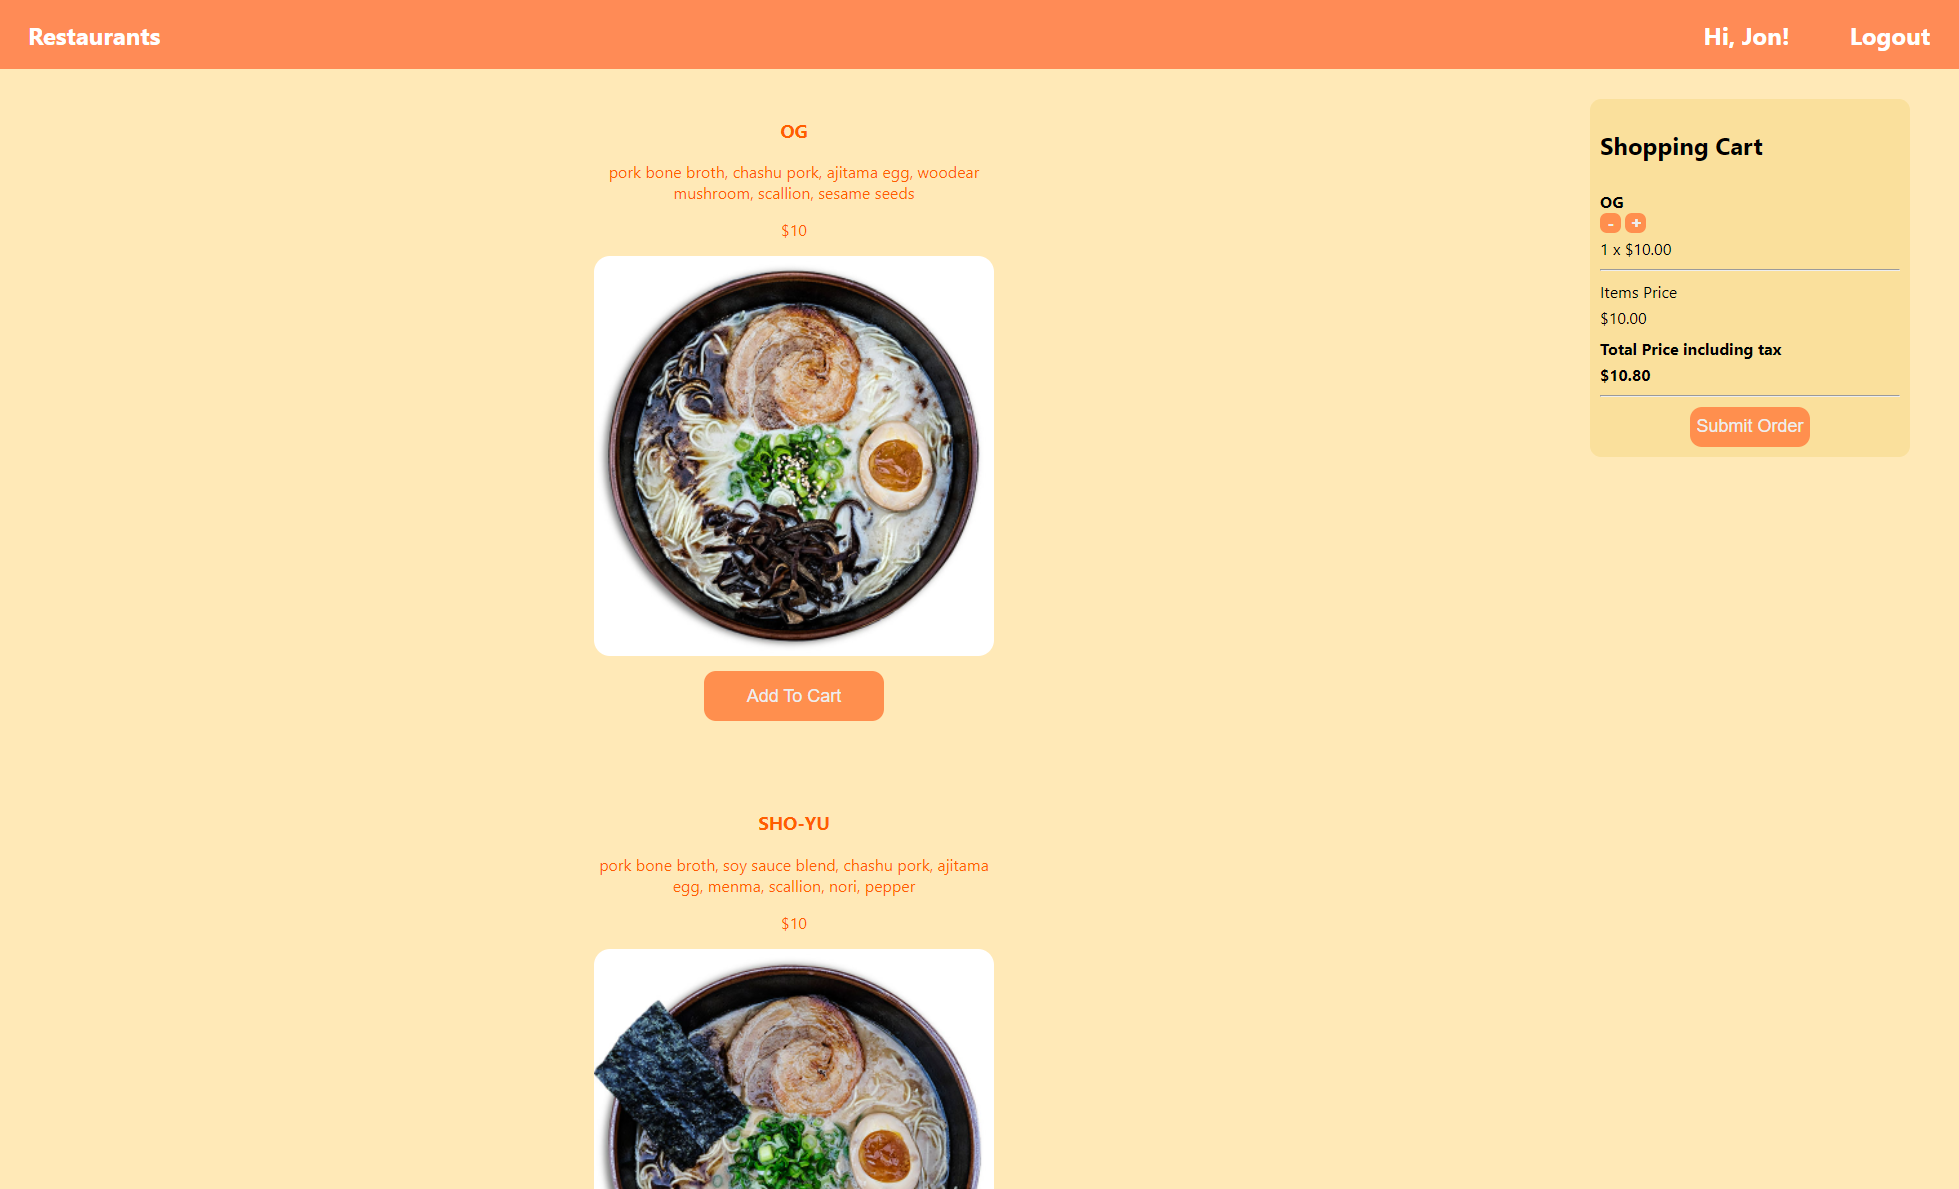 Restaurants
Hi, Jon!
Logout
OG
pork bone broth, chashu pork, ajitama egg, woodear
mushroom, scallion, sesame seeds
$10
Add To Cart
SHO-YU
pork bone broth, soy sauce blend, chashu pork, ajitama
egg, menma, scallion, nori, pepper
$10
Shopping Cart
OG
- +
1 x $10.00
Items Price
$10.00
Total Price including tax
$10.80
Submit Order